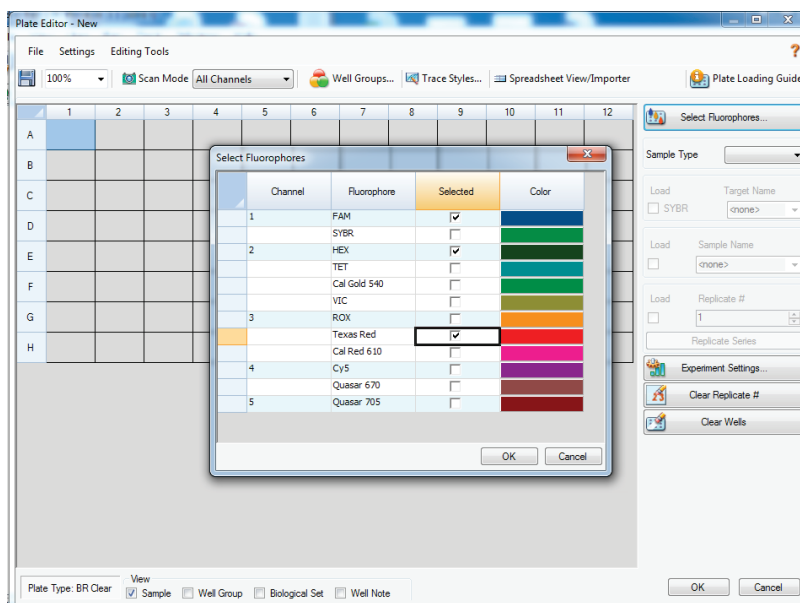 Plate Editor - New
File Settings Editing Tools
?
100% Scan Mode All Channels Well Groups... Trace Styles... Spreadsheet View/Importer Plate Loading Guide
1 2 3 4 5 6 7 8 9 10 11 12
A
B
C
D
E
F
G
H
Select Fluorophores
Channel Fluorophore Selected Color
1 FAM
SYBR
2 HEX
TET
Cal Gold 540
VIC
3 ROX
Texas Red
Cal Red 610
4 Cy5
Quasar 670
5 Quasar 705
OK Cancel
Select Fluorophores...
Sample Type
Load Target Name
SYBR <none>
Load Sample Name
<none>
Load Replicate #
1
Replicate Series
Experiment Settings...
Clear Replicate #
Clear Wells
Plate Type: BR Clear
View
Sample Well Group Biological Set Well Note
OK Cancel